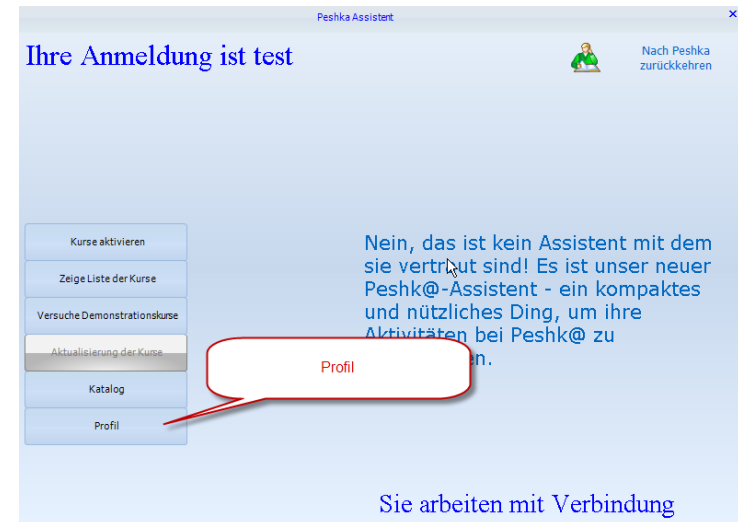 Peshka Assistent
Ihre Anmeldung ist test
Nach Peshka
zurückkehren
Kurse aktivieren
Zeige Liste der Kurse
Versuche Demonstrationskurse
Aktualisierung der Kurse
Katalog
Profil
Nein, das ist kein Assistent mit dem
sie vertraut sind! Es ist unser neuer
Peshk@-Assistent - ein kompaktes
und nützliches Ding, um ihre
Aktivitäten bei Peshk@ zu
Profil
Sie arbeiten mit Verbindung